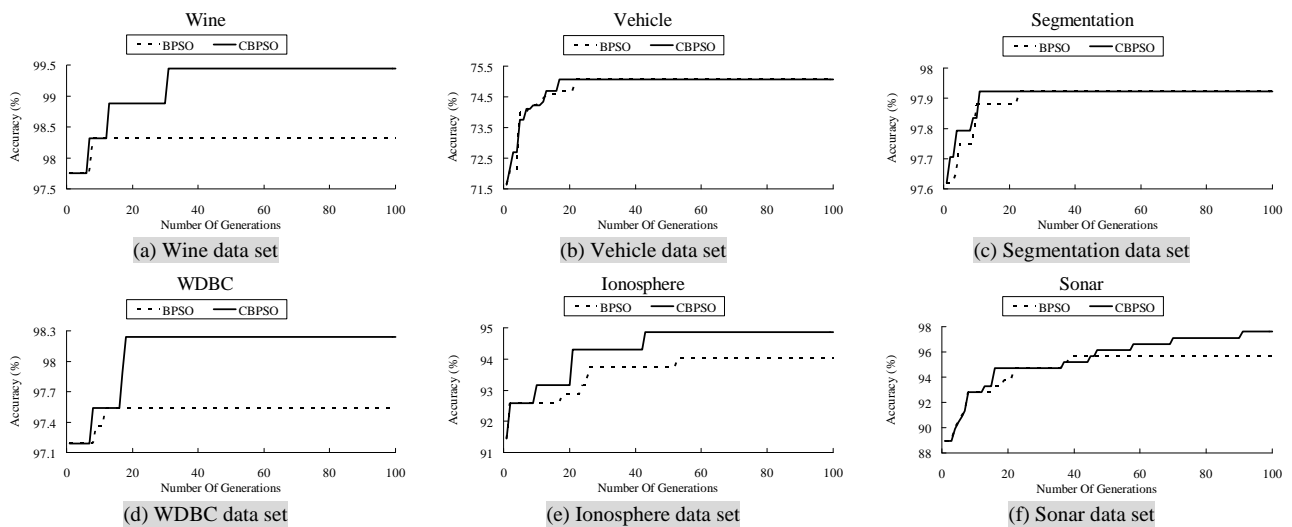 Wine
BPSO CBPSO
Accuracy (%)
99.5
99
98.5
98
97.5
0 20 40 60 80 100
Number Of Generations
(a) Wine data set
Vehicle
BPSO CBPSO
Accuracy (%)
75.5
74.5
73.5
72.5
71.5
0 20 40 60 80 100
Number Of Generations
(b) Vehicle data set
Segmentation
BPSO CBPSO
Accuracy (%)
98
97.9
97.8
97.7
97.6
0 20 40 60 80 100
Number Of Generations
(c) Segmentation data set
WDBC
BPSO CBPSO
Accuracy (%)
98.3
98
97.7
97.4
97.1
0 20 40 60 80 100
Number Of Generations
(d) WDBC data set
Ionosphere
BPSO CBPSO
Accuracy (%)
95
94
93
92
91
0 20 40 60 80 100
Number Of Generations
(e) Ionosphere data set
Sonar
BPSO CBPSO
Accuracy (%)
98
96
94
92
90
88
0 20 40 60 80 100
Number Of Generations
(f) Sonar data set